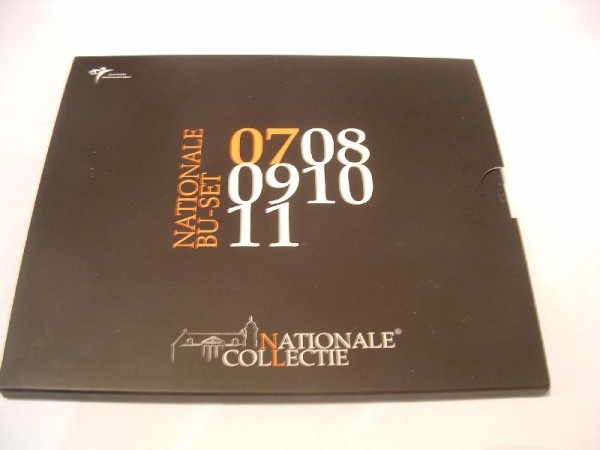 NATIONALE
BU-SET
0708
0910
11
NATIONALE®
COLLECTIE